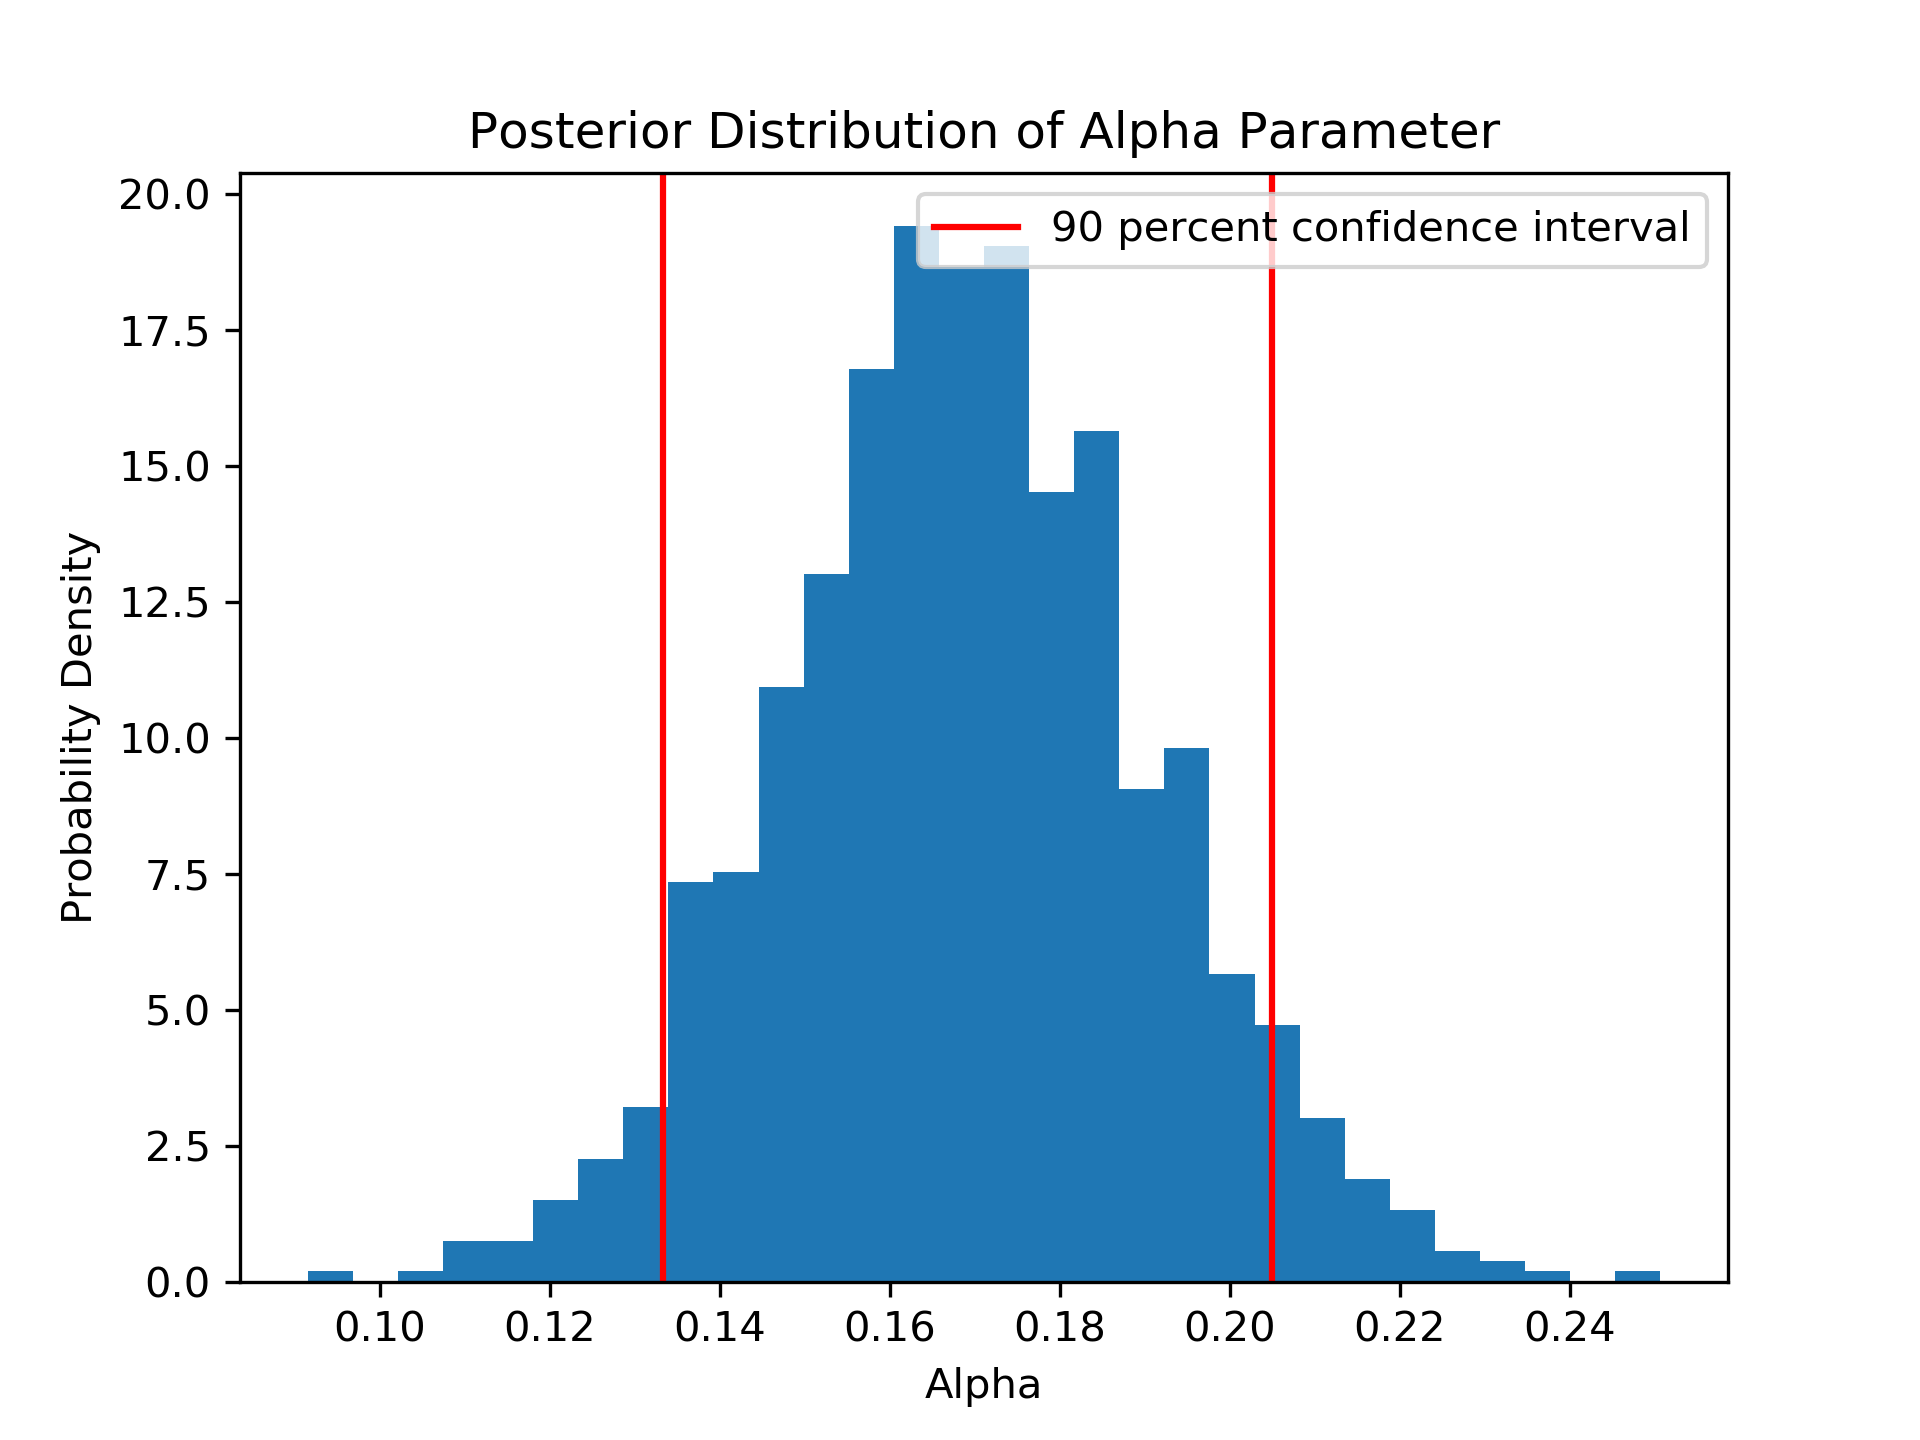 Posterior Distribution of Alpha Parameter
90 percent confidence interval
20.0
17.5
15.0
12.5
10.0
7.5
5.0
2.5
0.0
Probability Density
0.10 0.12 0.14 0.16 0.18 0.20 0.22 0.24
Alpha